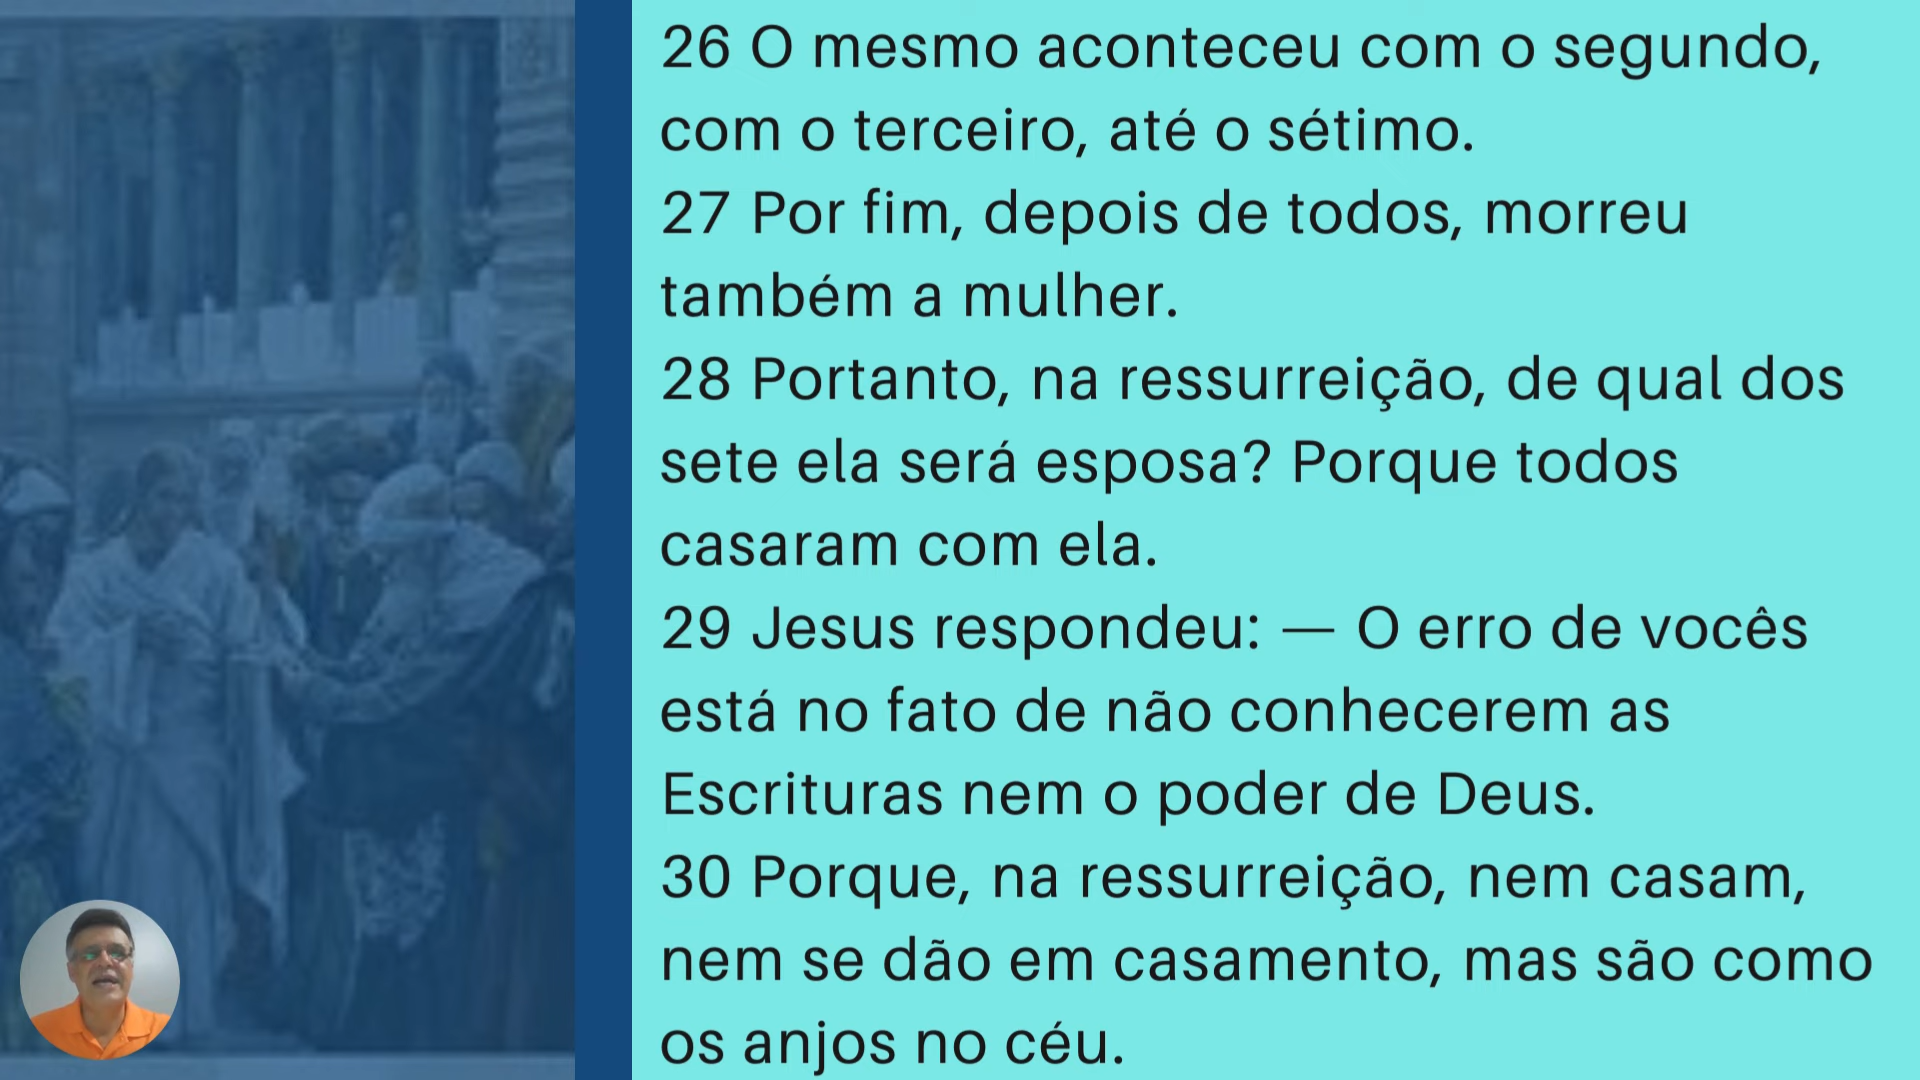 26 O mesmo aconteceu com o segundo,
com o terceiro, até o sétimo.
27 Por fim, depois de todos, morreu
também a mulher.
28 Portanto, na ressurreição, de qual dos
sete ela será esposa? Porque todos
casaram com ela.
29 Jesus respondeu: — O erro de vocês
está no fato de não conhecerem as
Escrituras nem o poder de Deus.
30 Porque, na ressurreição, nem casam,
nem se dão em casamento, mas são como
os anjos no céu.